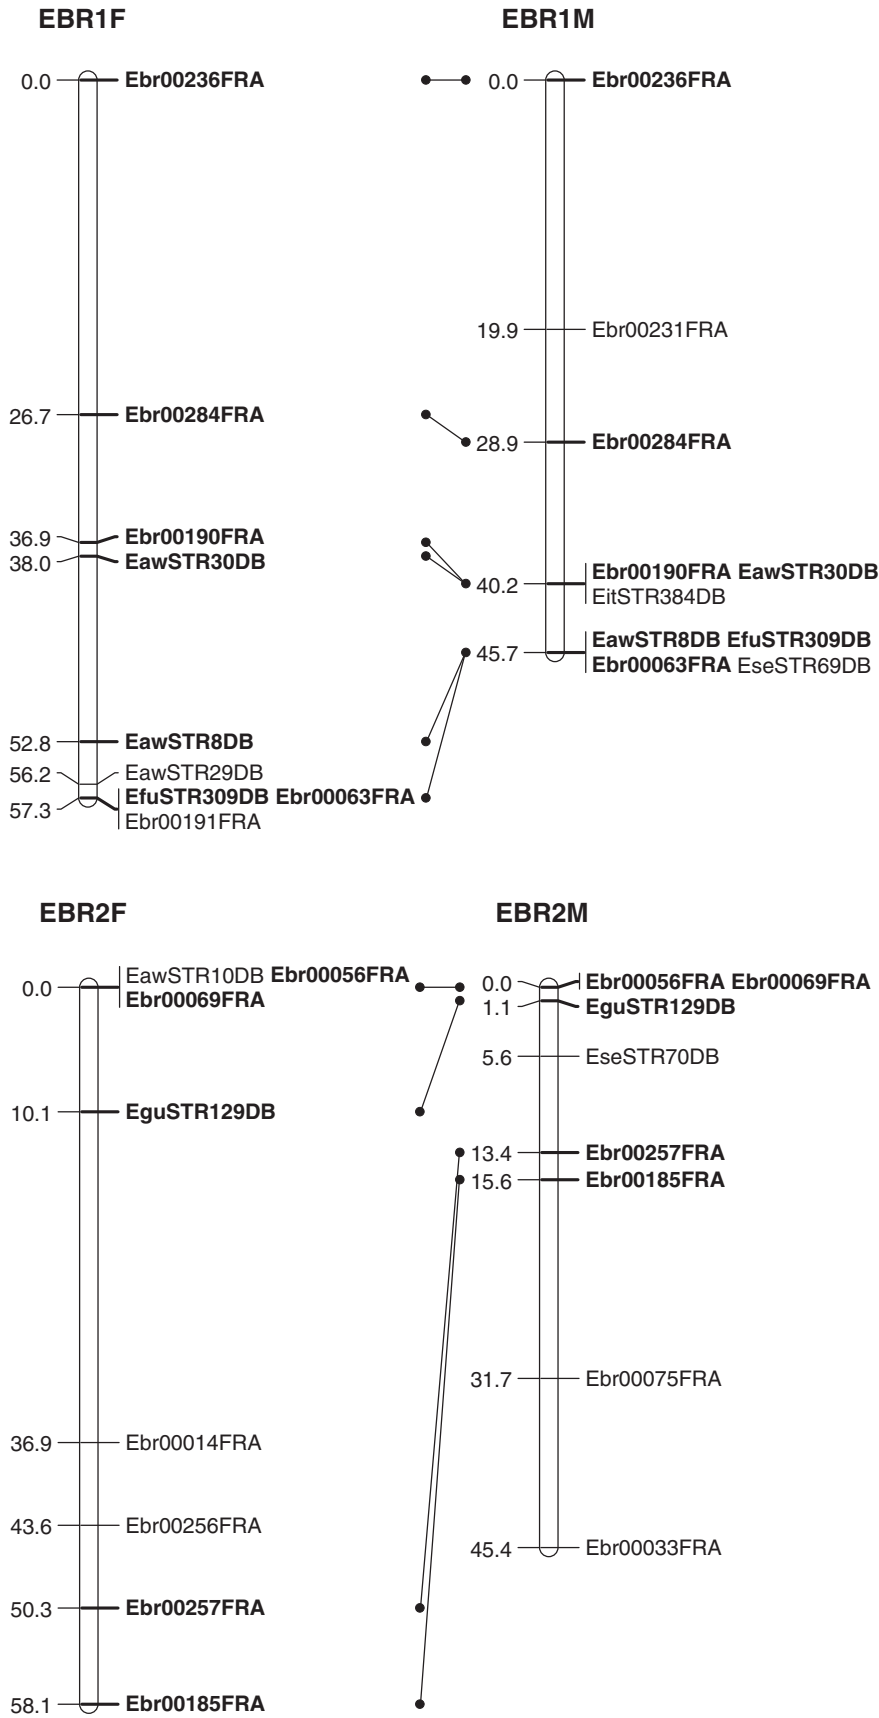 EBR1F
EBR1M
0.0 Ebr00236FRA
26.7 Ebr00284FRA
36.9 Ebr00190FRA
38.0 EawSTR30DB
52.8 EawSTR8DB
56.2 EawSTR29DB
57.3 EfuSTR309DB Ebr00063FRA
Ebr00191FRA
0.0 Ebr00236FRA
19.9 Ebr00231FRA
28.9 Ebr00284FRA
40.2 Ebr00190FRA EawSTR30DB
EitSTR384DB
45.7 EawSTR8DB EfuSTR309DB
Ebr00063FRA EseSTR69DB
EBR2F
EBR2M
0.0 EawSTR10DB Ebr00056FRA
Ebr00069FRA
10.1 EguSTR129DB
36.9 Ebr00014FRA
43.6 Ebr00256FRA
50.3 Ebr00257FRA
58.1 Ebr00185FRA
0.0 Ebr00056FRA Ebr00069FRA
1.1 EguSTR129DB
5.6 EseSTR70DB
13.4 Ebr00257FRA
15.6 Ebr00185FRA
31.7 Ebr00075FRA
45.4 Ebr00033FRA